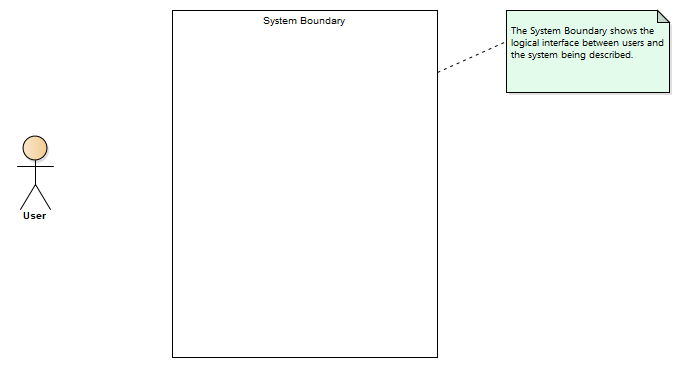 System Boundary
The System Boundary shows the
logical interface between users and
the system being described.
User